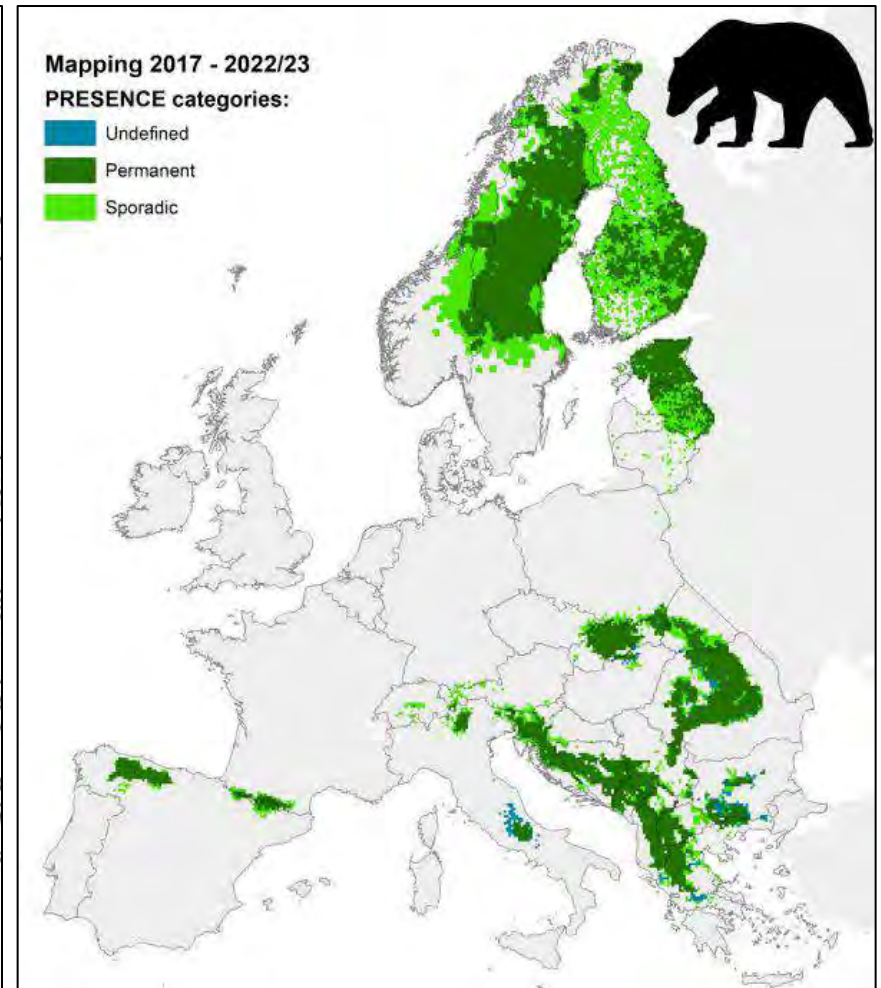 Mapping 2017 - 2022/23
PRESENCE categories:
Undefined
Permanent
Sporadic